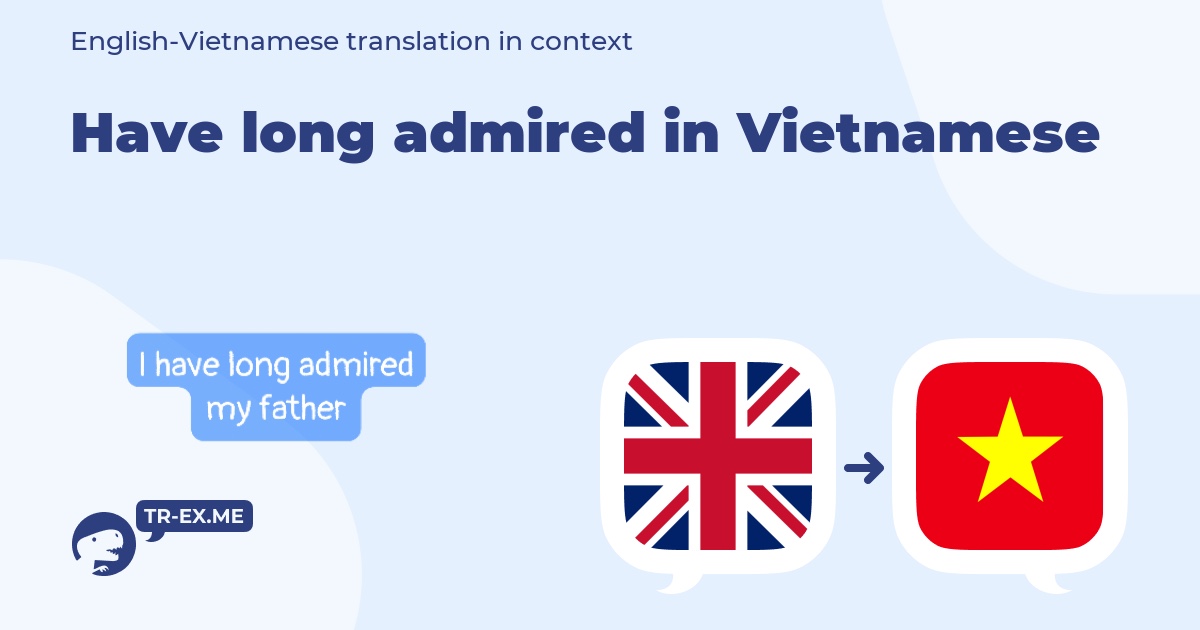 English-Vietnamese translation in context
Have long admired in Vietnamese
I have long admired
my father
TR-EX.ME